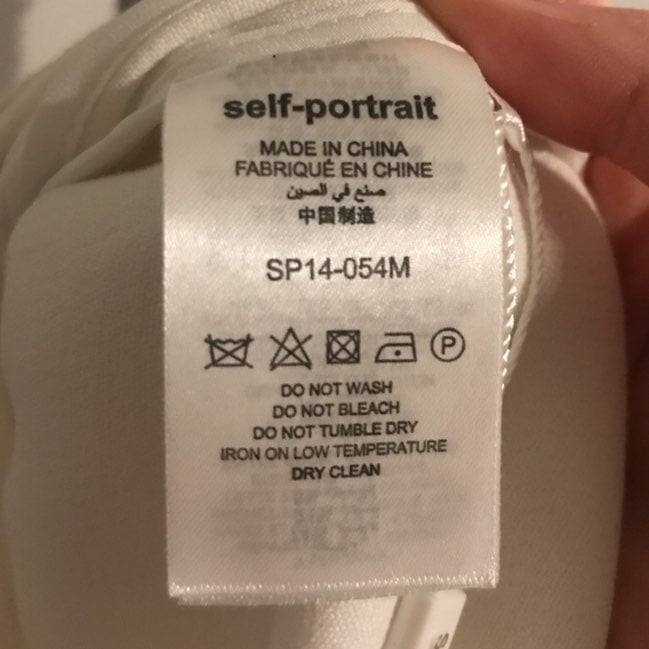 self-portrait
MADE IN CHINA
FABRIQUÉ EN CHINE
صنع في الصين
中国制造
SP14-054M
P
DO NOT WASH
DO NOT BLEACH
DO NOT TUMBLE DRY
IRON ON LOW TEMPERATURE
DRY CLEAN